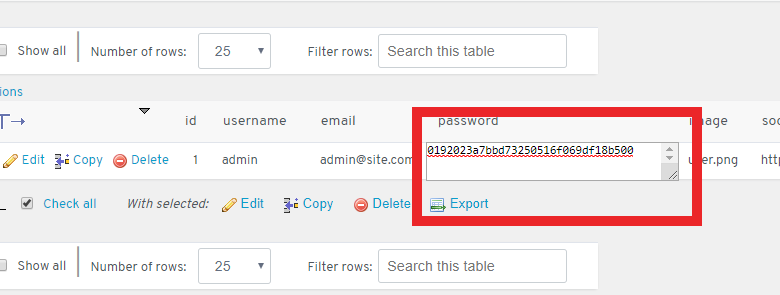 Show all Number of rows: 25 Filter rows: Search this table
ions
id username email password image soc
Edit Copy Delete 1 admin admin@site.com 0192023a7bbd73250516f069df18b500 user.png http
Check all With selected: Edit Copy Delete Export
Show all Number of rows: 25 Filter rows: Search this table